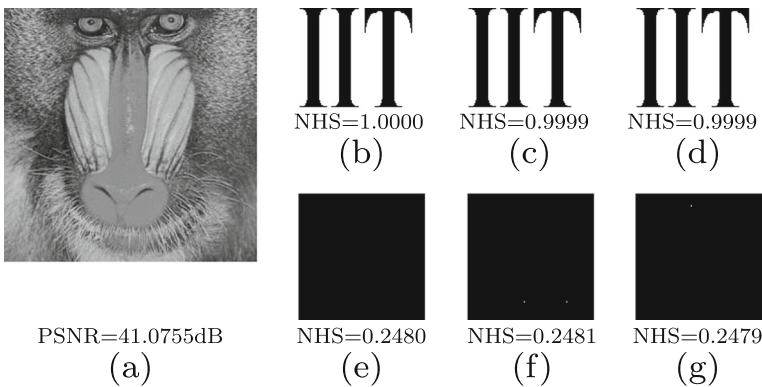 IIT IIT IIT
NHS=1.0000 NHS=0.9999 NHS=0.9999
(b) (c) (d)
PSNR=41.0755dB NHS=0.2480 NHS=0.2481 NHS=0.2479
(a) (e) (f) (g)